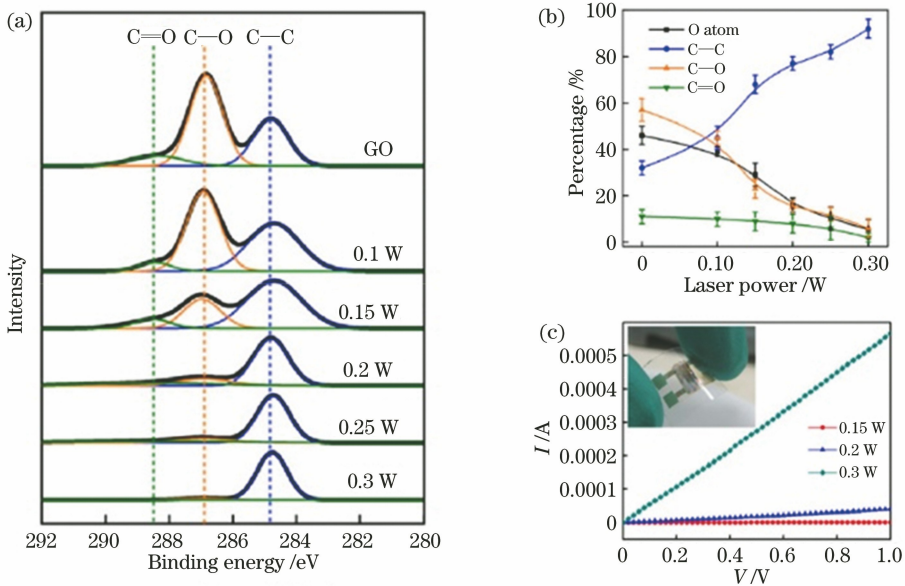 (a)
C═O C—O C—C
GO
0.1 W
0.15 W
0.2 W
0.25 W
0.3 W
Intensity
292 290 288 286 284 282 280
Binding energy /eV
(b)
100
80
60
40
20
0
Percentage /%
O atom
C—C
C—O
C═O
0 0.10 0.20 0.30
Laser power /W
(c)
0.0005
0.0004
0.0003
0.0002
0.0001
0
I /A
0.15 W
0.2 W
0.3 W
0 0.2 0.4 0.6 0.8 1.0
V /V